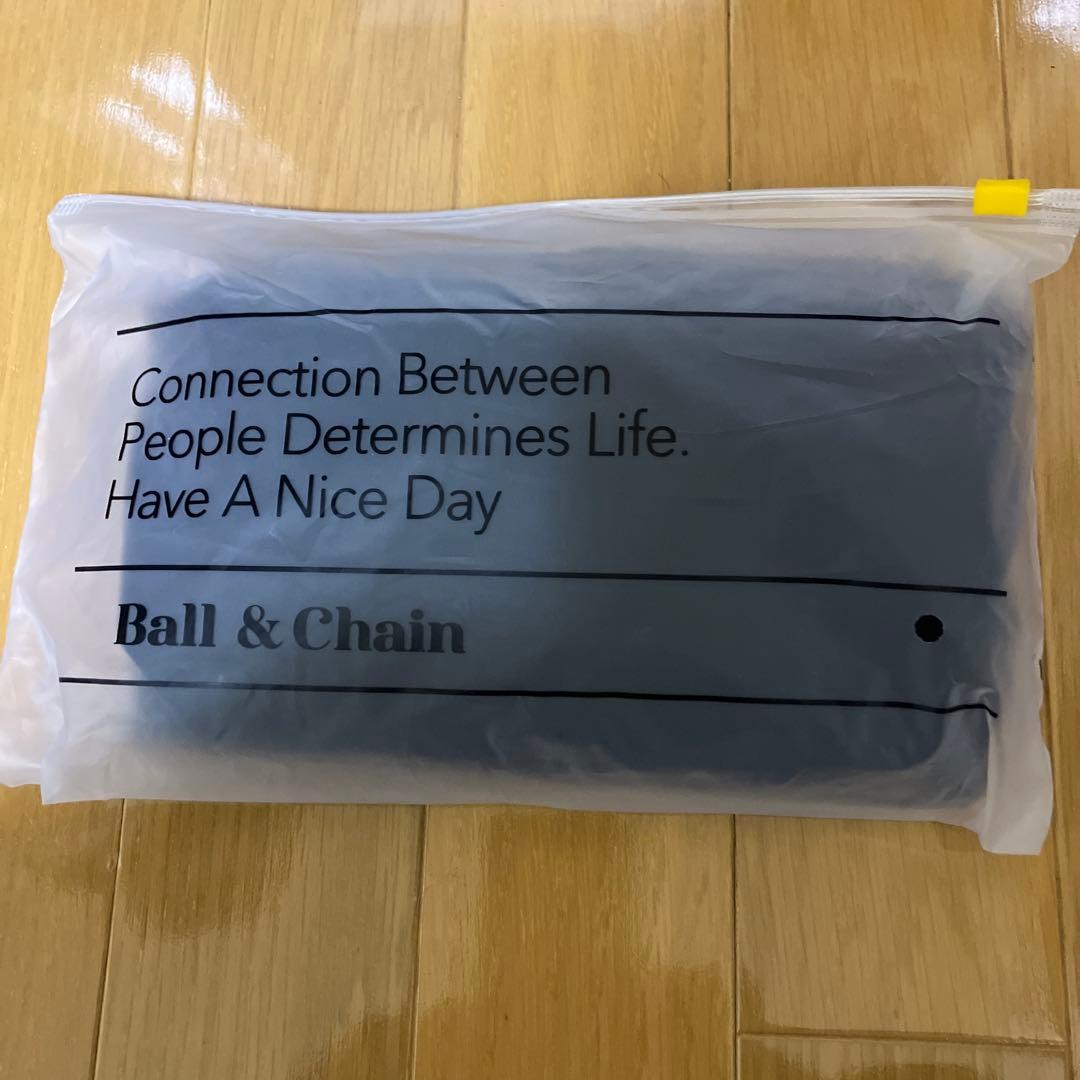 Connection Between
People Determines Life.
Have A Nice Day
Ball & Chain